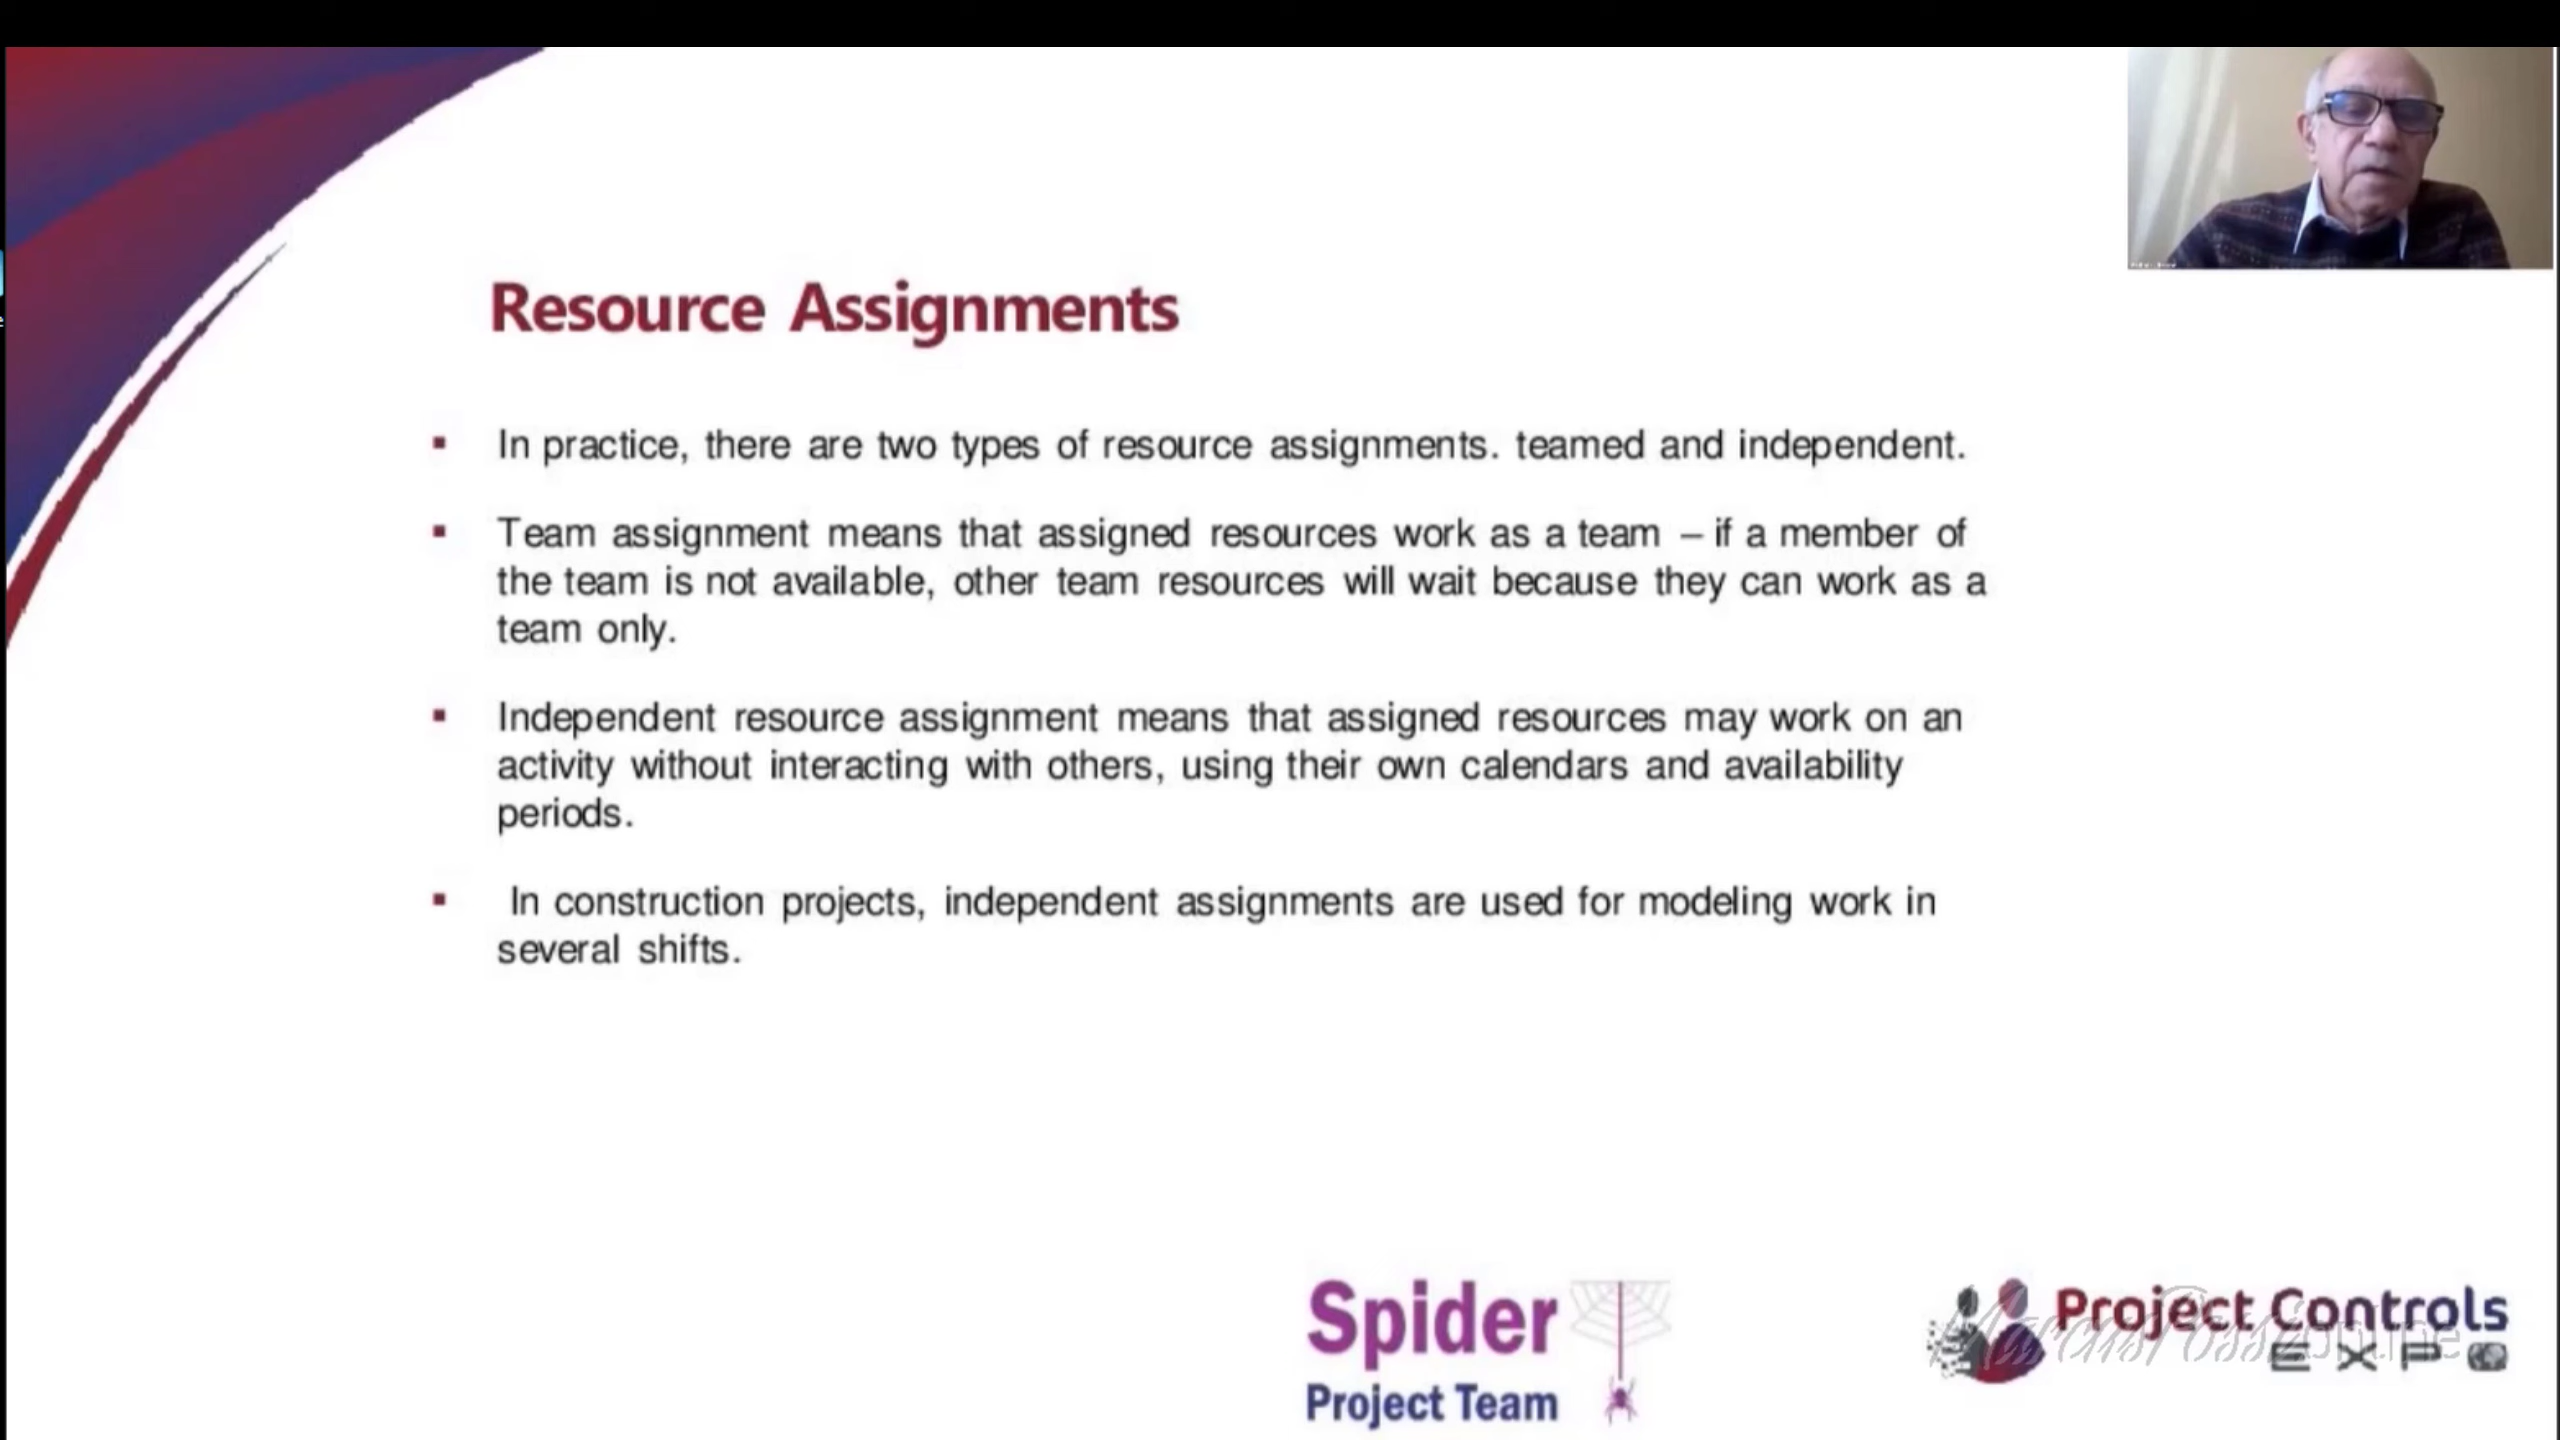 Resource Assignments
▪ In practice, there are two types of resource assignments. teamed and independent.
▪ Team assignment means that assigned resources work as a team – if a member of
the team is not available, other team resources will wait because they can work as a
team only.
▪ Independent resource assignment means that assigned resources may work on an
activity without interacting with others, using their own calendars and availability
periods.
▪ In construction projects, independent assignments are used for modeling work in
several shifts.
Spider
Project Team
Project Controls
EXPO